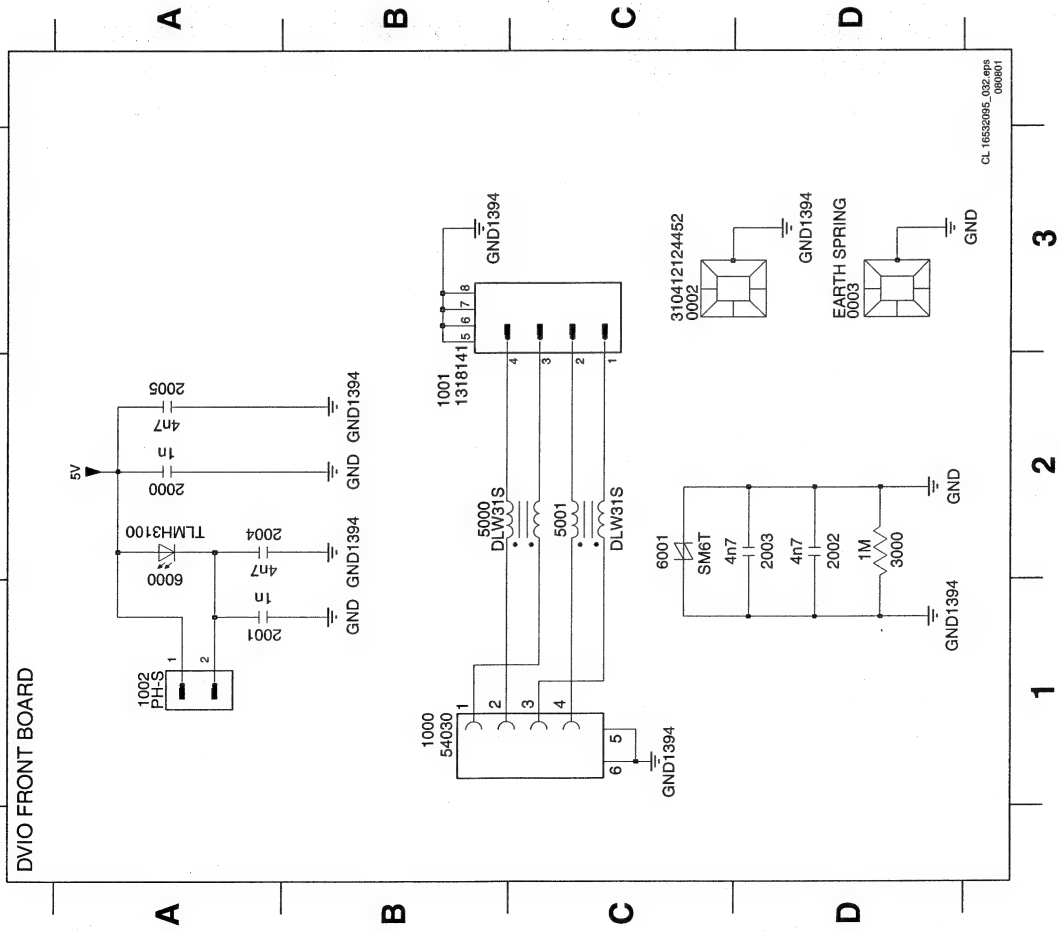 A
B
C
D
DVIO FRONT BOARD
5V
1002
PH-S
1
2
6000
TLMH3100
2001
1n
4n7
2004
2000
1n
4n7
2005
GND
GND1394
GND
GND1394
1000
54030
1
2
3
4
5
6
GND1394
5000
DLW31S
5001
DLW31S
1001
1318141
5
6
7
8
4
3
2
1
GND1394
6001
SM6T
4n7
2003
4n7
2002
1M
3000
GND1394
GND
310412124452
0002
GND1394
EARTH SPRING
0003
GND
CL 16532095_032.eps
080801
1
2
3
A
B
C
D